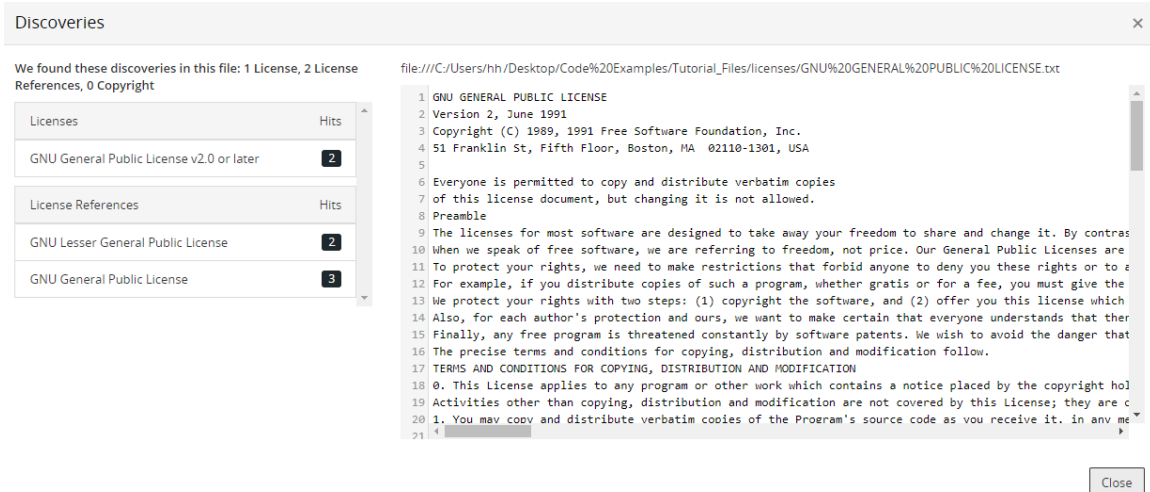 Discoveries
×
We found these discoveries in this file: 1 License, 2 License
References, 0 Copyright
Licenses Hits
GNU General Public License v2.0 or later 2
License References Hits
GNU Lesser General Public License 2
GNU General Public License 3
file:///C:/Users/hh/Desktop/Code%20Examples/Tutorial_Files/licenses/GNU%20GENERAL%20PUBLIC%20LICENSE.txt
1 GNU GENERAL PUBLIC LICENSE
2 Version 2, June 1991
3 Copyright (C) 1989, 1991 Free Software Foundation, Inc.
4 51 Franklin St, Fifth Floor, Boston, MA  02110-1301, USA
5
6 Everyone is permitted to copy and distribute verbatim copies
7 of this license document, but changing it is not allowed.
8 Preamble
9 The licenses for most software are designed to take away your freedom to share and change it. By contras
10 When we speak of free software, we are referring to freedom, not price. Our General Public Licenses are
11 To protect your rights, we need to make restrictions that forbid anyone to deny you these rights or to a
12 For example, if you distribute copies of such a program, whether gratis or for a fee, you must give the
13 We protect your rights with two steps: (1) copyright the software, and (2) offer you this license which
14 Also, for each author's protection and ours, we want to make certain that everyone understands that ther
15 Finally, any free program is threatened constantly by software patents. We wish to avoid the danger that
16 The precise terms and conditions for copying, distribution and modification follow.
17 TERMS AND CONDITIONS FOR COPYING, DISTRIBUTION AND MODIFICATION
18 0. This License applies to any program or other work which contains a notice placed by the copyright hol
19 Activities other than copying, distribution and modification are not covered by this License; they are o
20 1. You may copy and distribute verbatim copies of the Program's source code as you receive it, in any me
21
Close